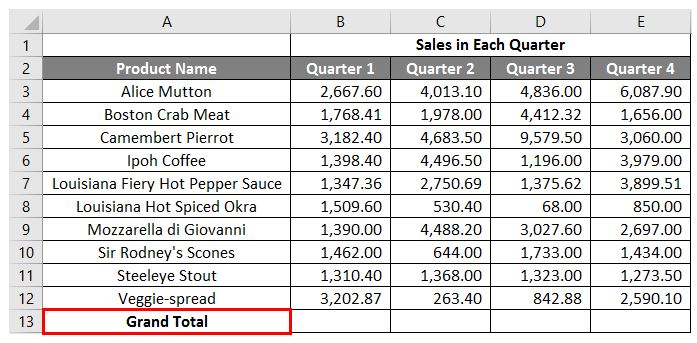 A B C D E
1 Sales in Each Quarter
2 Product Name Quarter 1 Quarter 2 Quarter 3 Quarter 4
3 Alice Mutton 2,667.60 4,013.10 4,836.00 6,087.90
4 Boston Crab Meat 1,768.41 1,978.00 4,412.32 1,656.00
5 Camembert Pierrot 3,182.40 4,683.50 9,579.50 3,060.00
6 Ipoh Coffee 1,398.40 4,496.50 1,196.00 3,979.00
7 Louisiana Fiery Hot Pepper Sauce 1,347.36 2,750.69 1,375.62 3,899.51
8 Louisiana Hot Spiced Okra 1,509.60 530.40 68.00 850.00
9 Mozzarella di Giovanni 1,390.00 4,488.20 3,027.60 2,697.00
10 Sir Rodney's Scones 1,462.00 644.00 1,733.00 1,434.00
11 Steeleye Stout 1,310.40 1,368.00 1,323.00 1,273.50
12 Veggie-spread 3,202.87 263.40 842.88 2,590.10
13 Grand Total